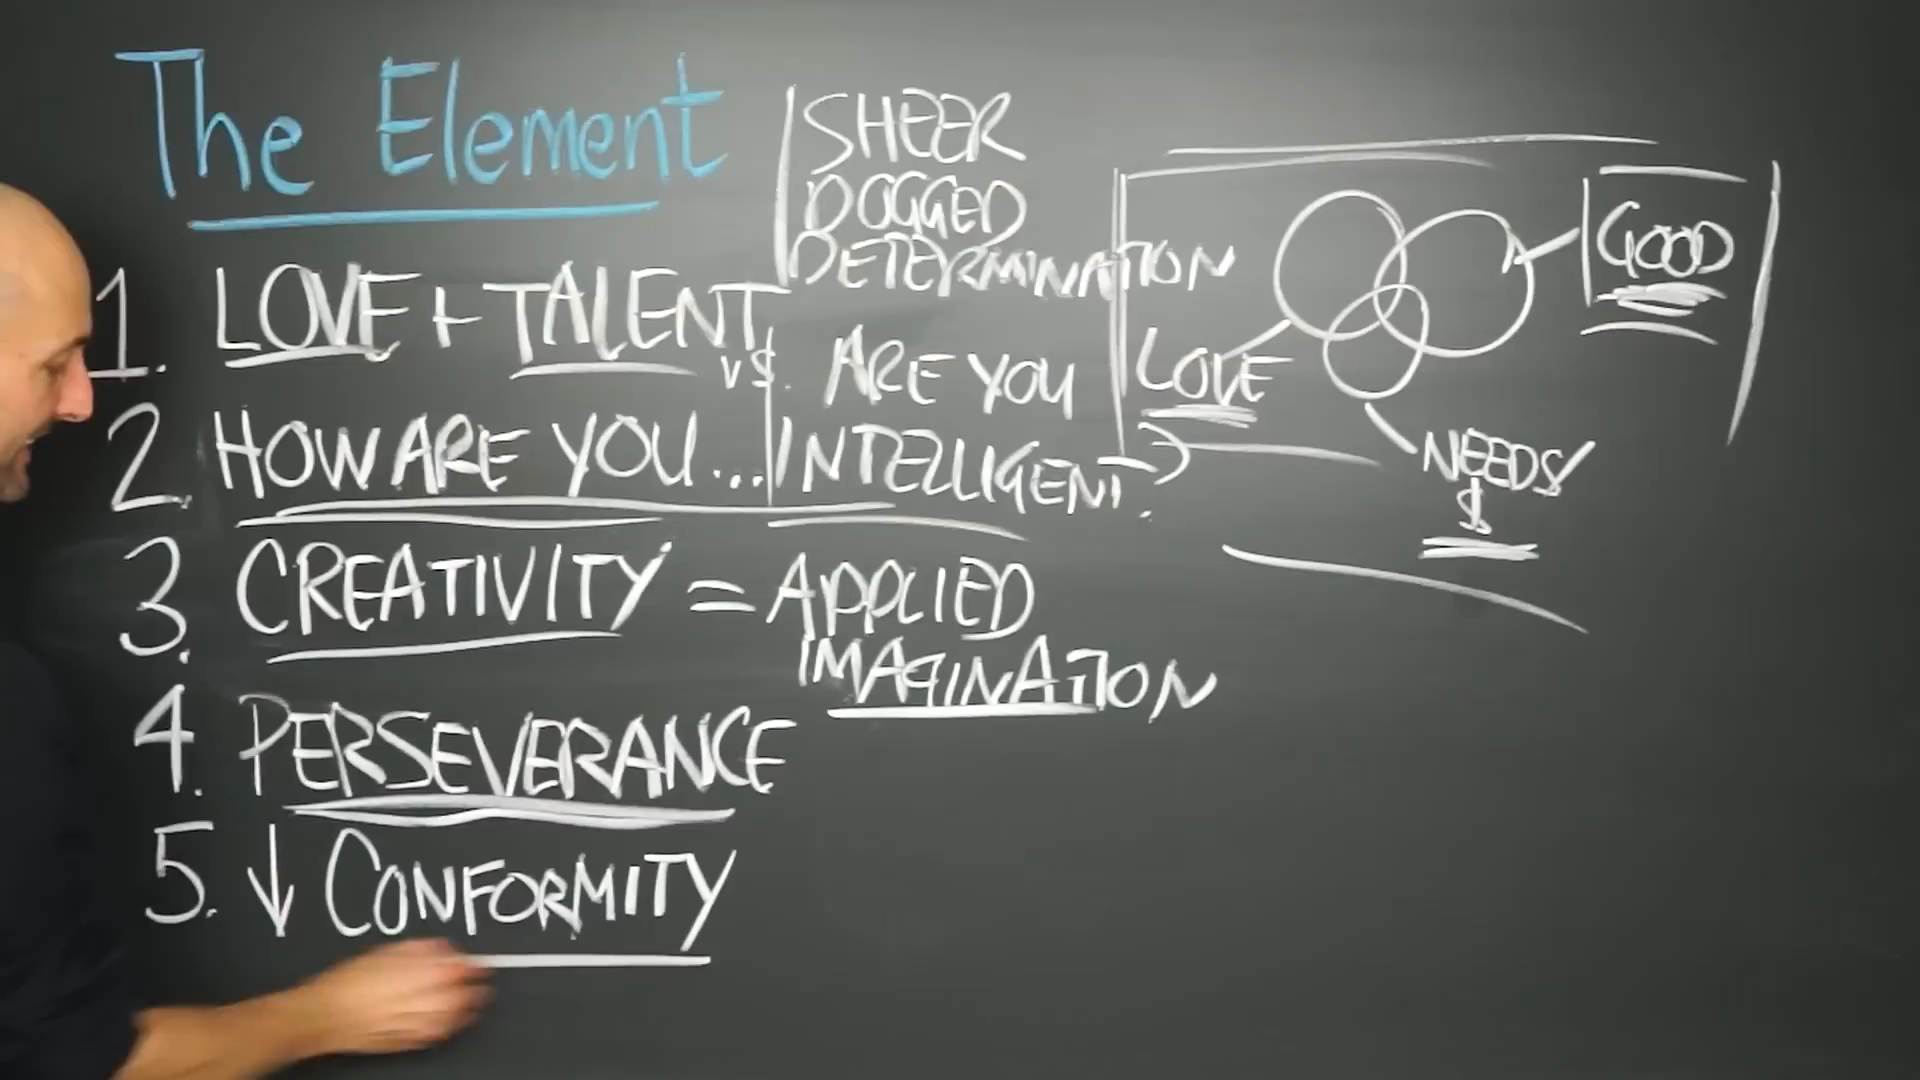 The Element
SHEER
DOGGED
DETERMINATION
1. LOVE + TALENT
vs.
ARE YOU
INTELLIGENT?
2. HOW ARE YOU...
3. CREATIVITY = APPLIED
IMAGINATION
4. PERSEVERANCE
5. ↓ CONFORMITY
GOOD
LOVE
NEEDS/
$